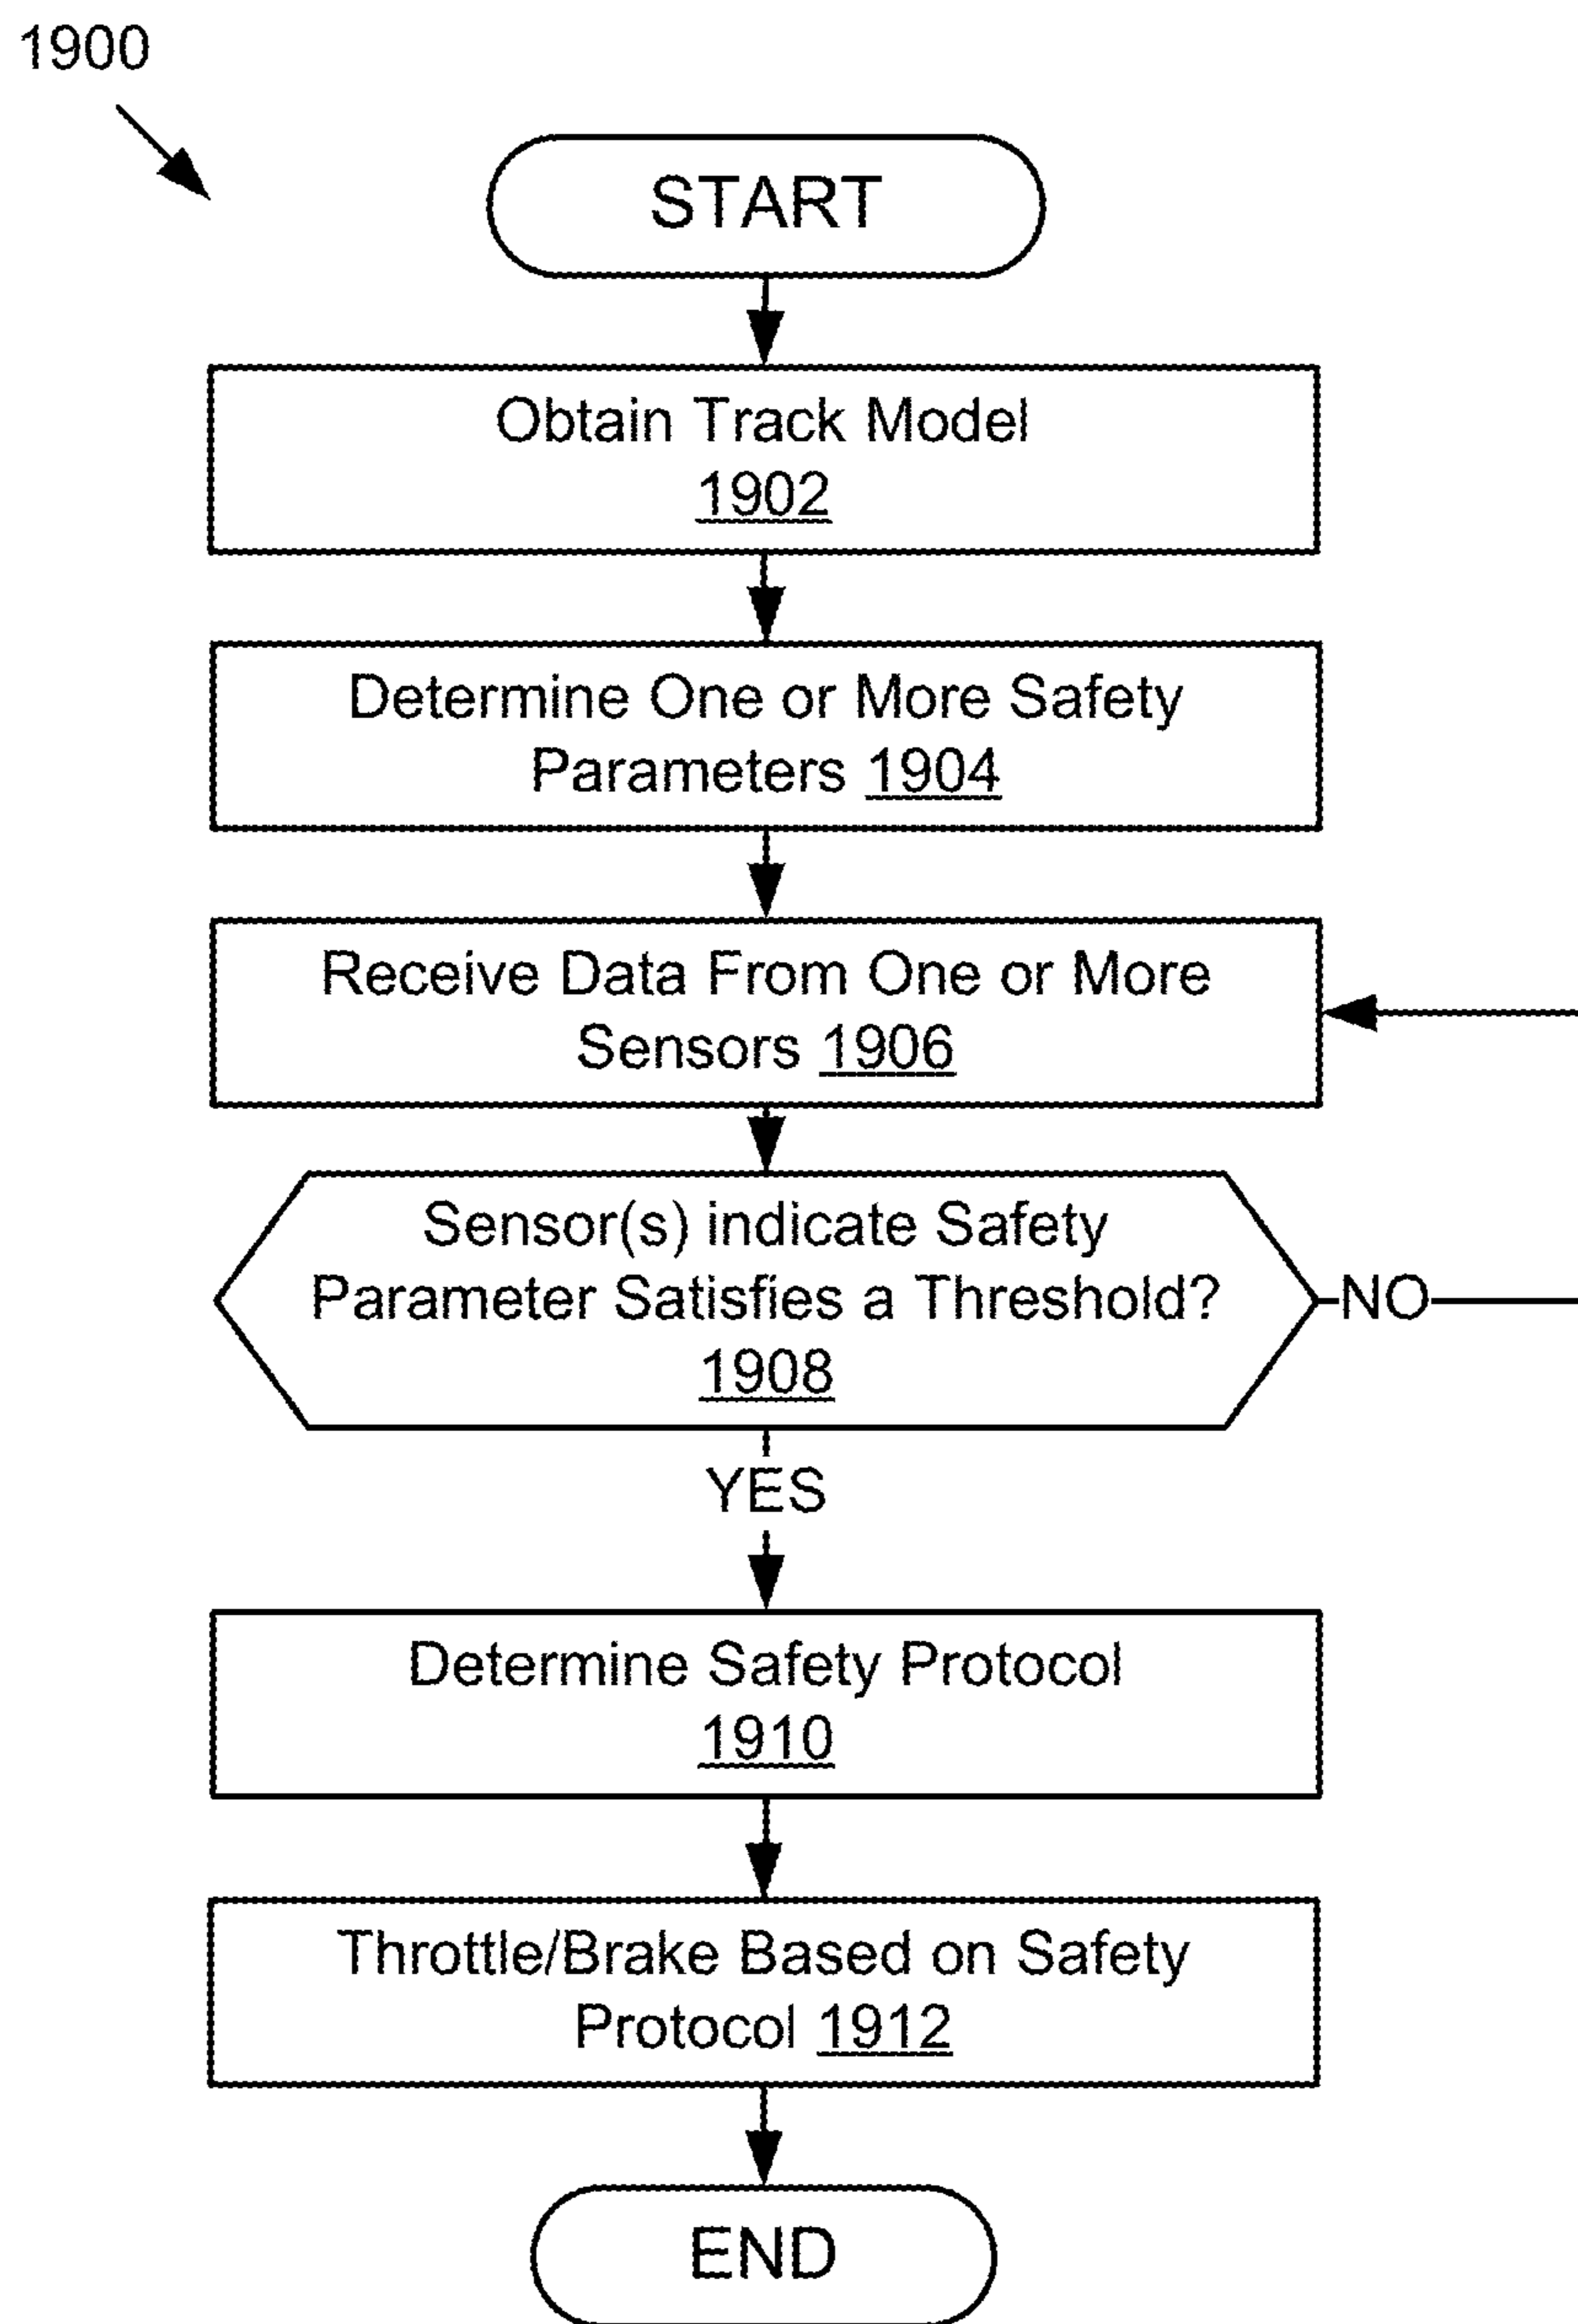 1900
START
Obtain Track Model
1902
Determine One or More Safety
Parameters 1904
Receive Data From One or More
Sensors 1906
Sensor(s) indicate Safety
Parameter Satisfies a Threshold?
1908
NO
YES
Determine Safety Protocol
1910
Throttle/Brake Based on Safety
Protocol 1912
END